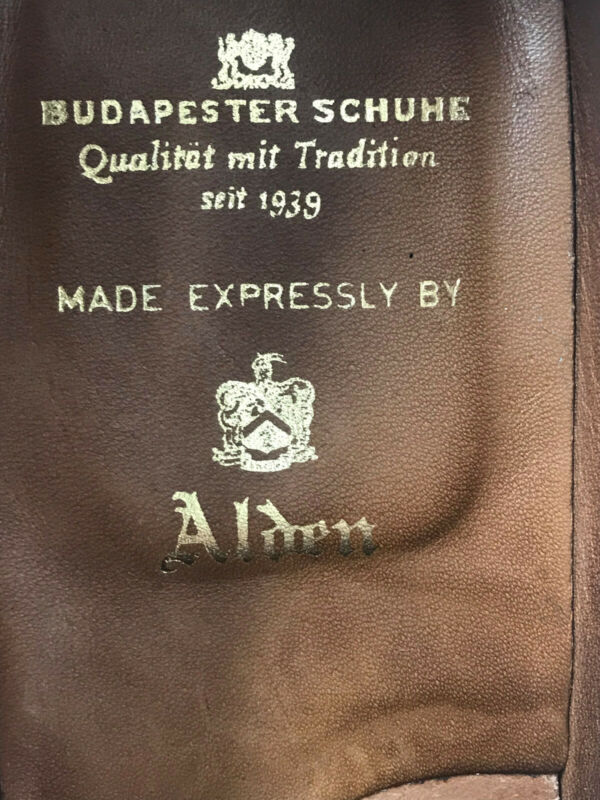 BUDAPESTER SCHUHE
Qualität mit Tradition
seit 1939
MADE EXPRESSLY BY
Alden